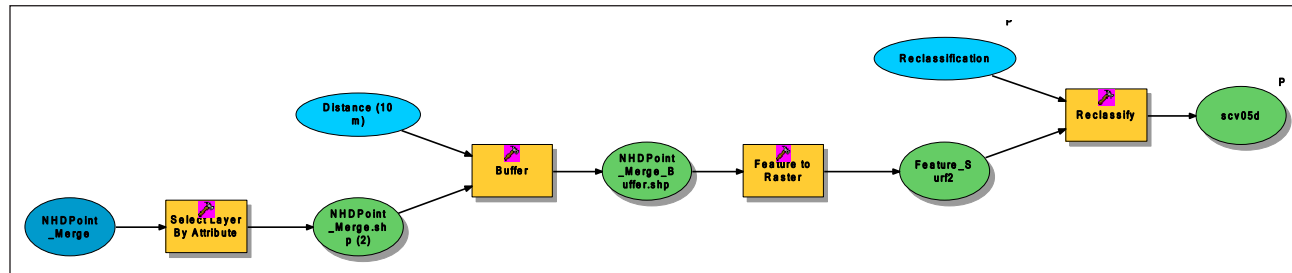 r
Reclassification
P
Distance (10
m)
Reclassify
scv05d
Buffer
NHDPoint
_Merge_B
uffer.shp
Feature to
Raster
Feature_S
urf2
NHDPoint
_Merge
Select Layer
By Attribute
NHDPoint
_Merge.sh
p (2)